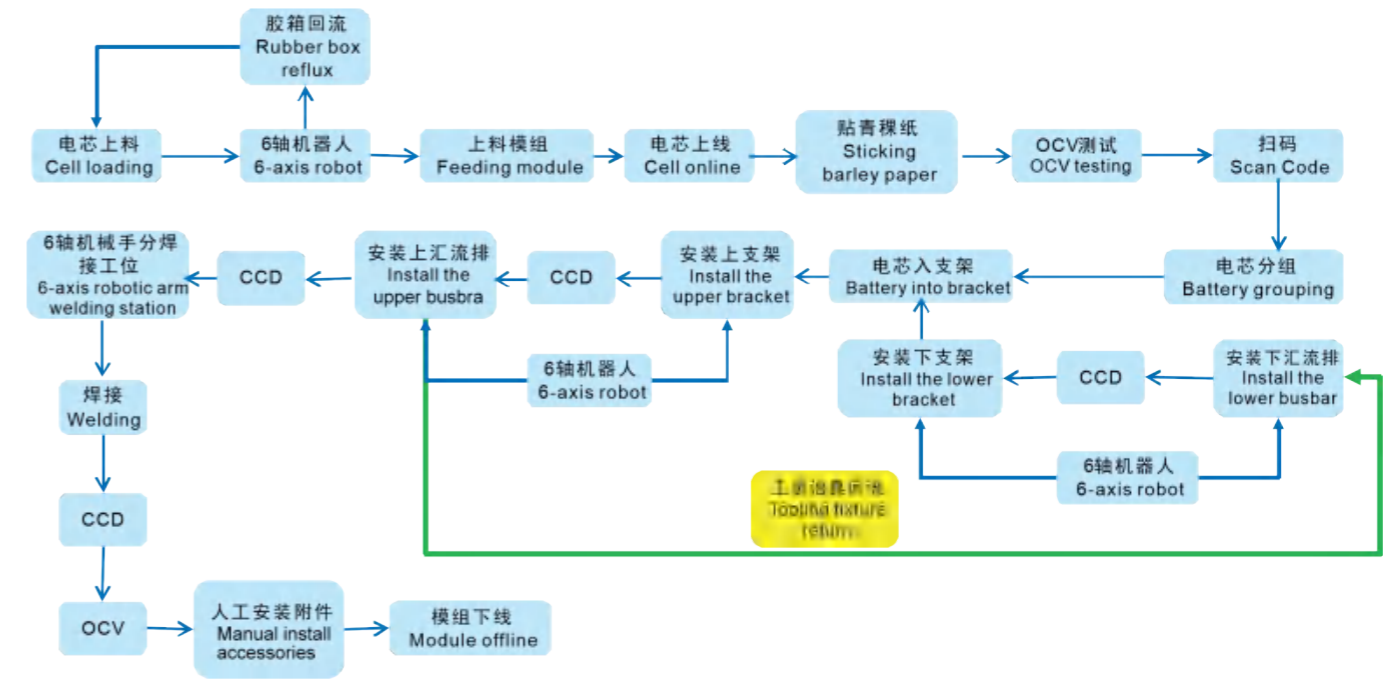 胶箱回流
Rubber box
reflux
电芯上料
Cell loading
6轴机器人
6-axis robot
上料模组
Feeding module
电芯上线
Cell online
贴青稞纸
Sticking
barley paper
OCV测试
OCV testing
扫码
Scan Code
6轴机械手分焊
接工位
6-axis robotic arm
welding station
CCD
安装上汇流排
Install the
upper busbra
CCD
安装上支架
Install the
upper bracket
电芯入支架
Battery into bracket
电芯分组
Battery grouping
6轴机器人
6-axis robot
安装下支架
Install the lower
bracket
CCD
安装下汇流排
Install the
lower busbar
焊接
Welding
6轴机器人
6-axis robot
Tooling fixture
return
CCD
OCV
人工安装附件
Manual install
accessories
模组下线
Module offline